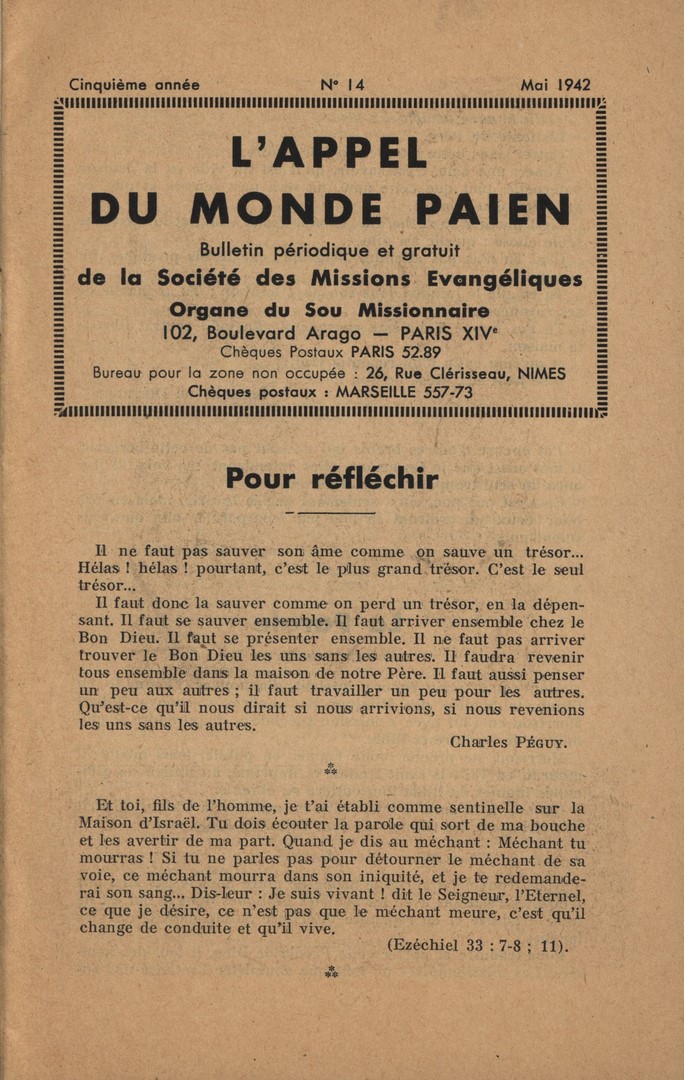 Cinquième année N° 14 Mai 1942
L'APPEL
DU MONDE PAIEN
Bulletin périodique et gratuit
de la Société des Missions Evangéliques
Organe du Sou Missionnaire
102, Boulevard Arago — PARIS XIVe
Chèques Postaux PARIS 52.89
Bureau pour la zone non occupée : 26, Rue Clérisseau, NIMES
Chèques postaux : MARSEILLE 557-73
Pour réfléchir
Il ne faut pas sauver son âme comme on sauve un trésor...
Hélas ! hélas ! pourtant, c'est le plus grand trésor. C'est le seul
trésor...
Il faut donc la sauver comme on perd un trésor, en la dépen-
sant. Il faut se sauver ensemble. Il faut arriver ensemble chez le
Bon Dieu. Il faut se présenter ensemble. Il ne faut pas arriver
trouver le Bon Dieu les uns sans les autres. Il faudra revenir
tous ensemble dans la maison de notre Père. Il faut aussi penser
un peu aux autres ; il faut travailler un peu pour les autres.
Qu'est-ce qu'il nous dirait si nous arrivions, si nous revenions
les uns sans les autres.
Charles PÉGUY.
⁂
Et toi, fils de l'homme, je t'ai établi comme sentinelle sur la
Maison d'Israël. Tu dois écouter la parole qui sort de ma bouche
et les avertir de ma part. Quand je dis au méchant : Méchant tu
mourras ! Si tu ne parles pas pour détourner le méchant de sa
voie, ce méchant mourra dans son iniquité, et je te redemande-
rai son sang... Dis-leur : Je suis vivant ! dit le Seigneur, l'Eternel,
ce que je désire, ce n'est pas que le méchant meure, c'est qu'il
change de conduite et qu'il vive.
(Ezéchiel 33 : 7-8 ; 11).
⁂